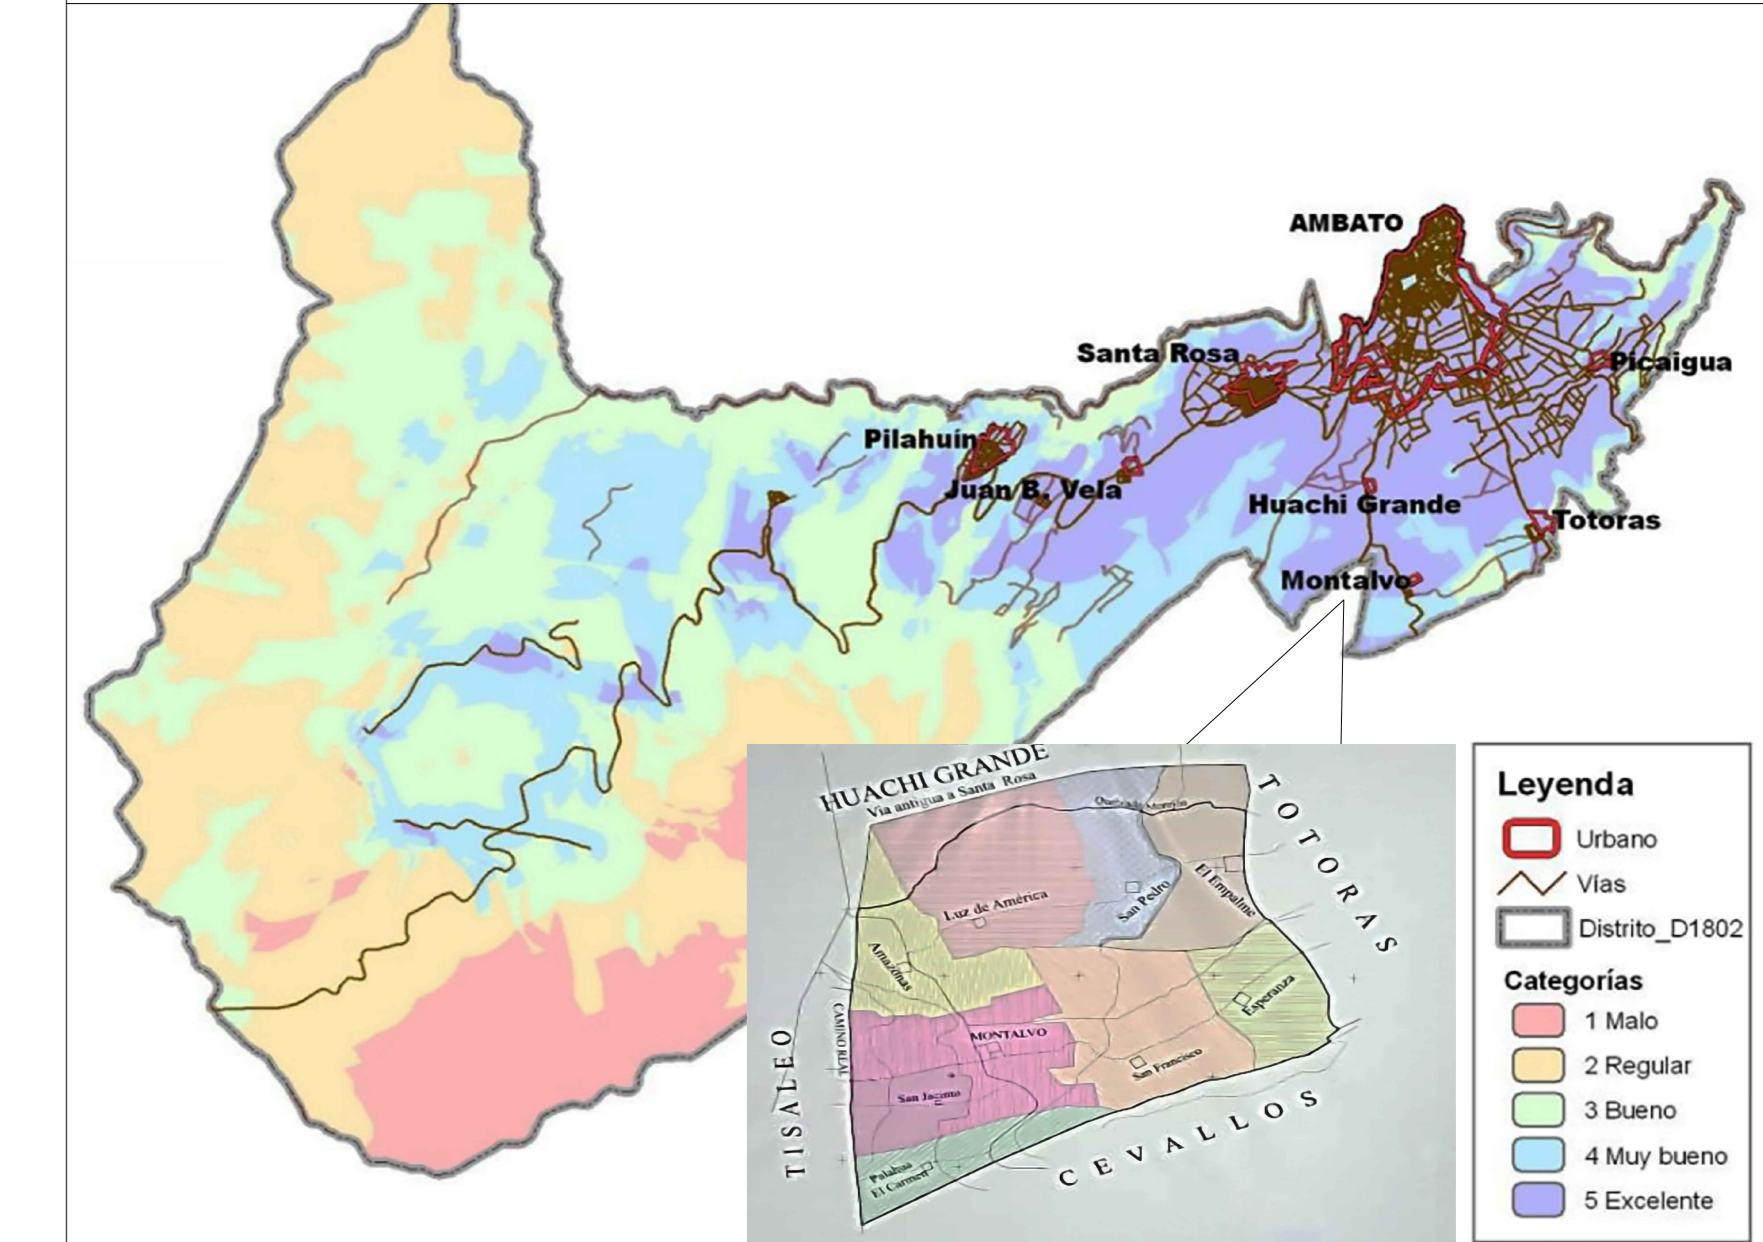 AMBATO
Santa Rosa
Picaigua
Pilahuín
Juan B. Vela
Huachi Grande
Totoras
Montalvo
HUACHI GRANDE
Via antigua a Santa Rosa
TOTORAS
Luz de América
San Pedro
El Empalme
Amazonas
Esperanza
CAMINO REAL
MONTALVO
San Francisco
San Jacinto
TISALEO
CEVALLOS
Palahua
El Carmen
Leyenda
Urbano
Vías
Distrito_D1802
Categorías
1 Malo
2 Regular
3 Bueno
4 Muy bueno
5 Excelente